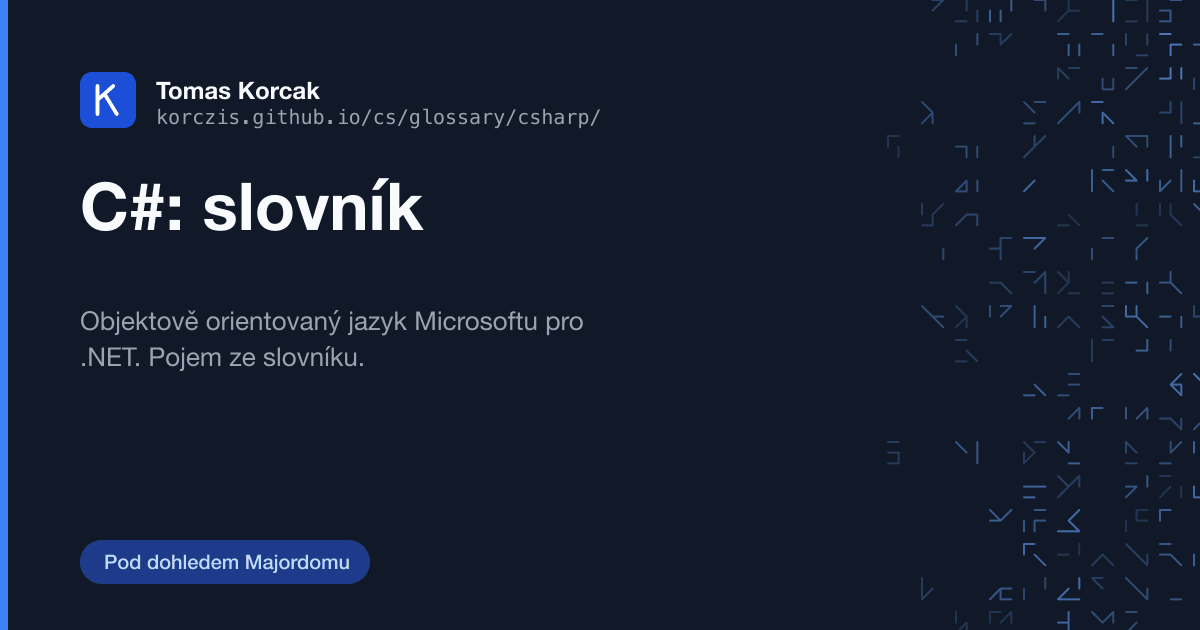 Tomas Korcak
korczis.github.io/cs/glossary/csharp/
C#: slovník
Objektově orientovaný jazyk Microsoftu pro
.NET. Pojem ze slovníku.
Pod dohledem Majordomu